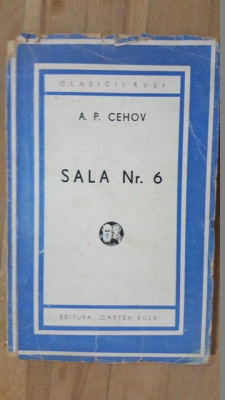 CLASICII RUȘI
A. P. CEHOV
SALA Nr. 6
EDITURA „CARTEA RUSĂ"